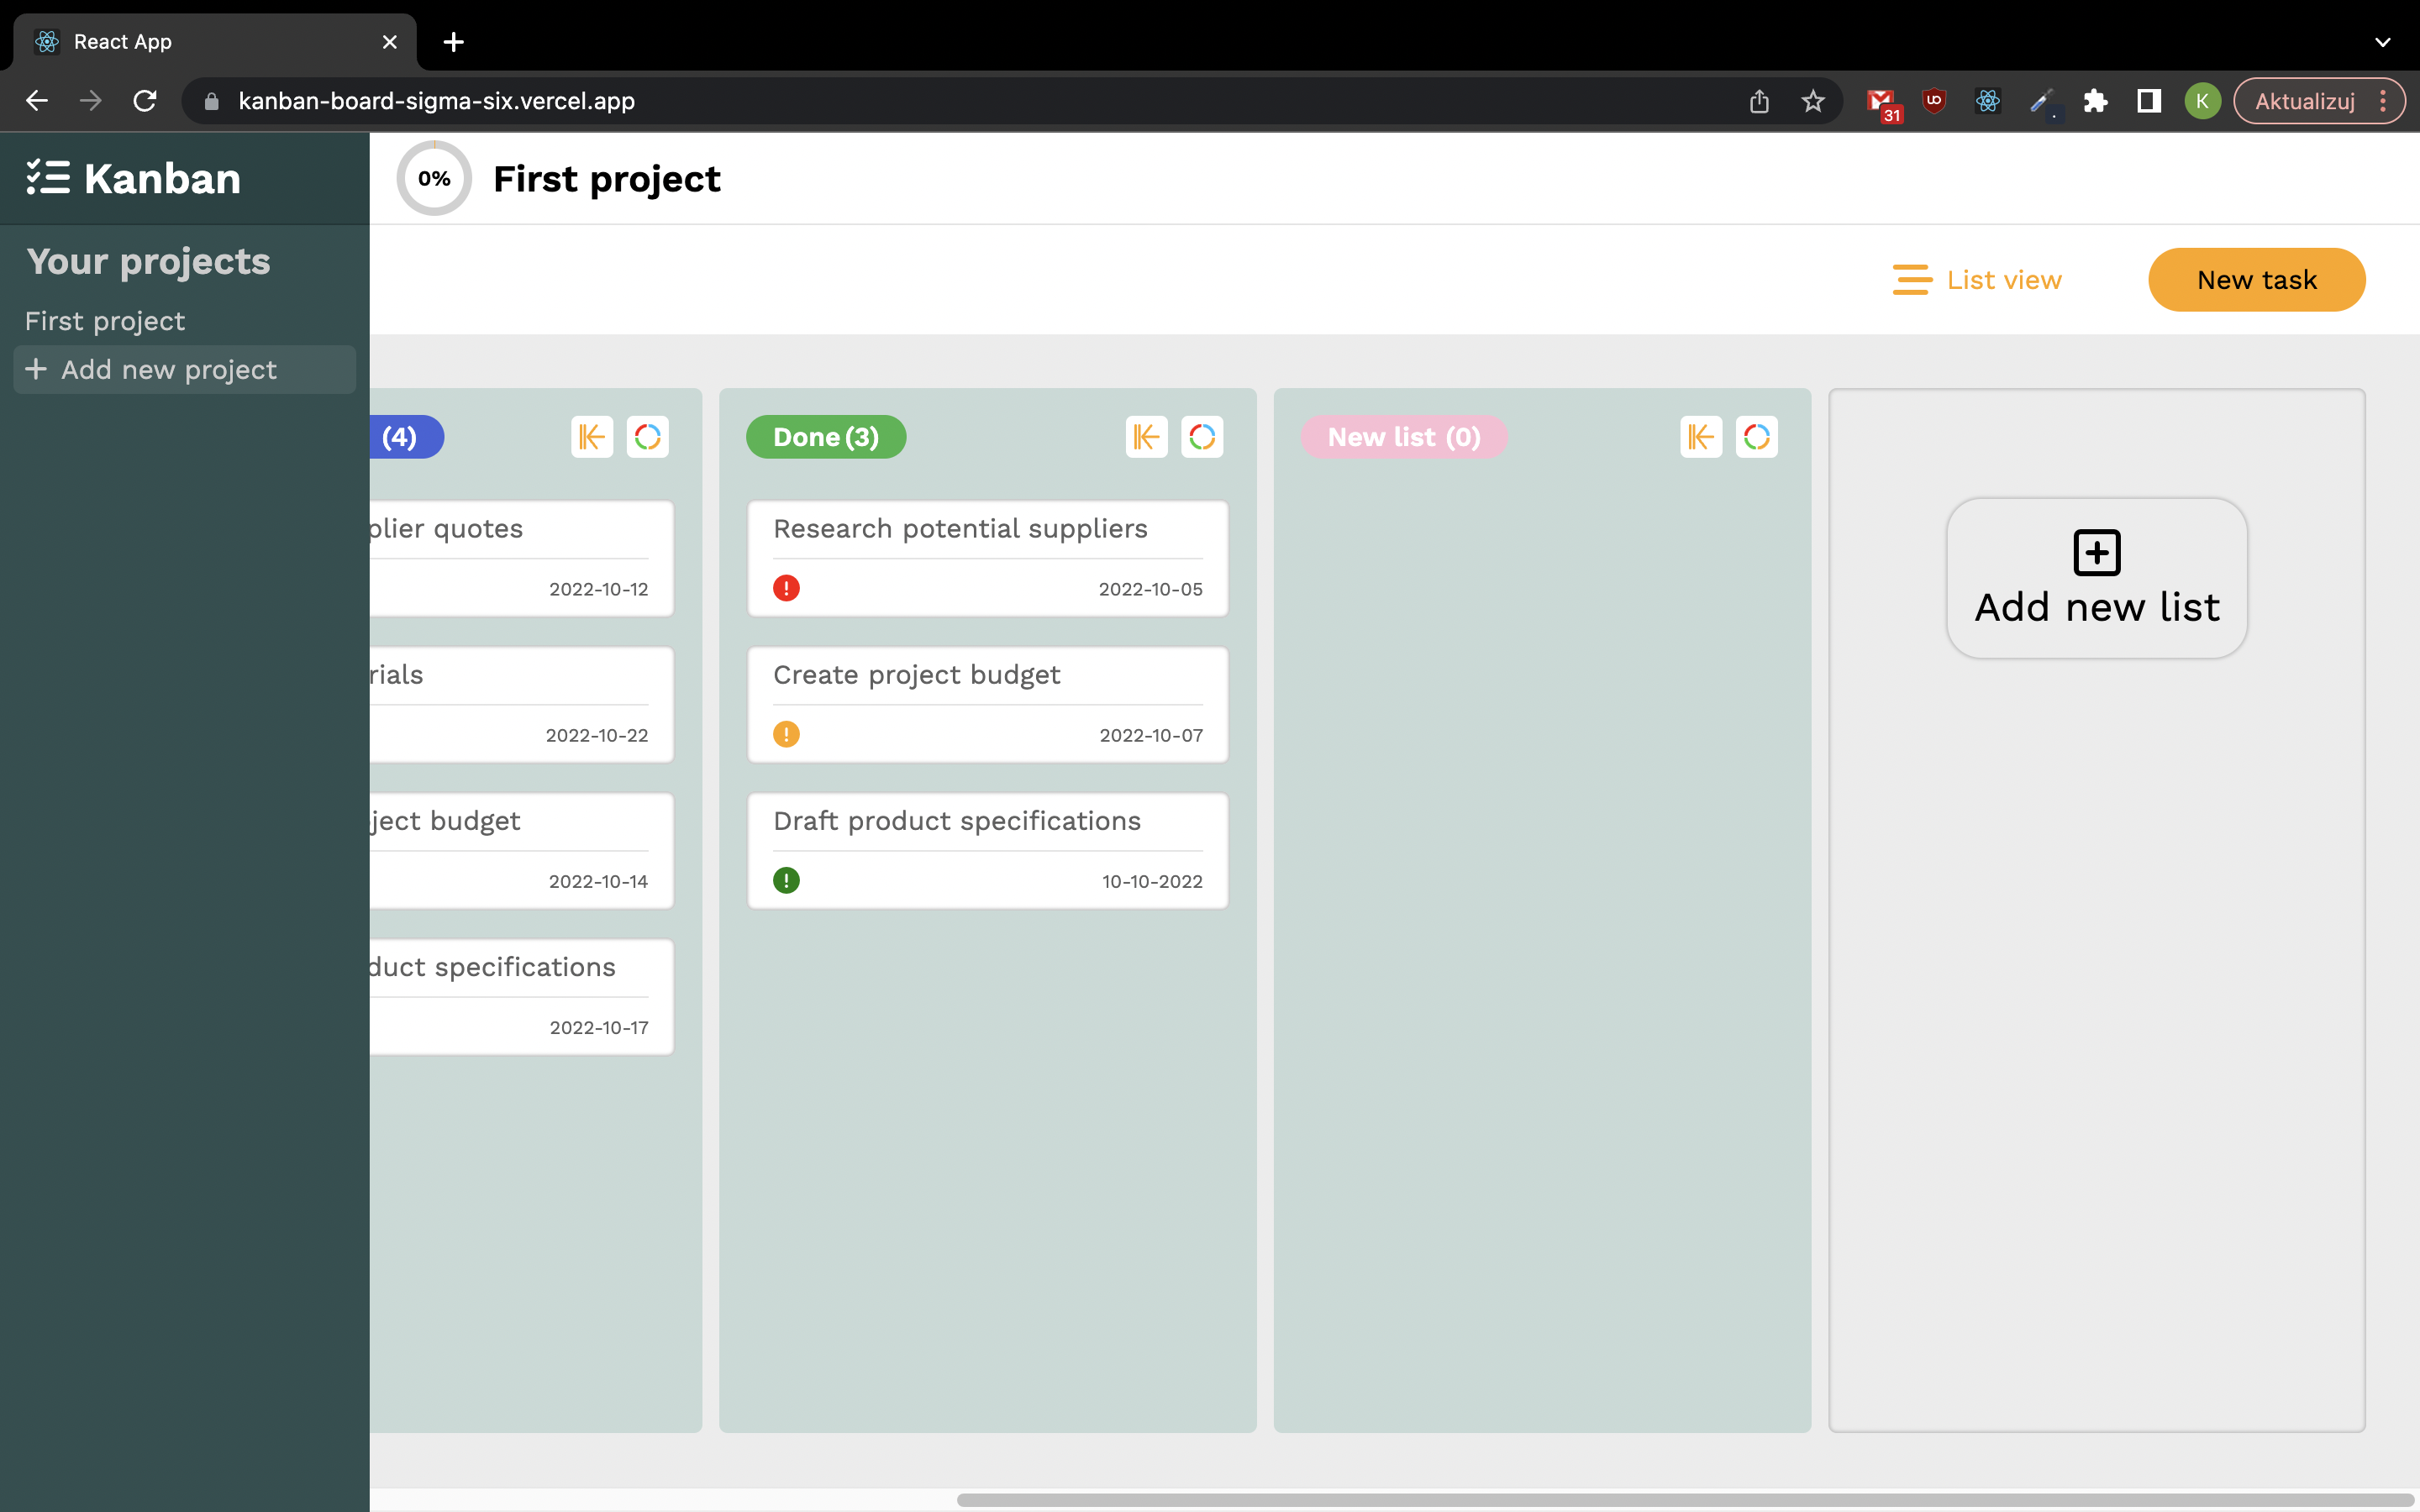 React App
kanban-board-sigma-six.vercel.app
31
K
Aktualizuj
Kanban
0%
First project
Your projects
First project
+ Add new project
List view
New task
(4)
plier quotes
2022-10-12
rials
2022-10-22
ject budget
2022-10-14
duct specifications
2022-10-17
Done (3)
Research potential suppliers
2022-10-05
Create project budget
2022-10-07
Draft product specifications
10-10-2022
New list (0)
Add new list